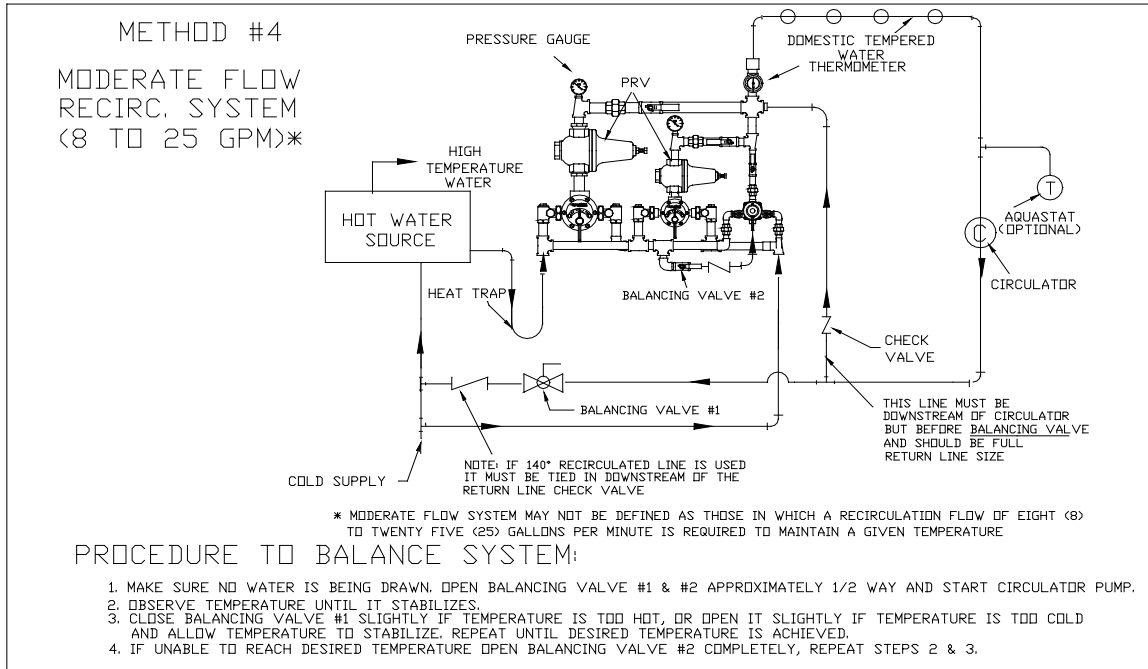 METHOD #4
MODERATE FLOW
RECIRC. SYSTEM
(8 TO 25 GPM)*
PRESSURE GAUGE
PRV
DOMESTIC TEMPERED
WATER
THERMOMETER
HIGH
TEMPERATURE
WATER
HOT WATER
SOURCE
HEAT TRAP
BALANCING VALVE #2
T
AQUASTAT
(OPTIONAL)
C
CIRCULATOR
CHECK
VALVE
BALANCING VALVE #1
THIS LINE MUST BE
DOWNSTREAM OF CIRCULATOR
BUT BEFORE BALANCING VALVE
AND SHOULD BE FULL
RETURN LINE SIZE
COLD SUPPLY
NOTE: IF 140° RECIRCULATED LINE IS USED
IT MUST BE TIED IN DOWNSTREAM OF THE
RETURN LINE CHECK VALVE
* MODERATE FLOW SYSTEM MAY NOT BE DEFINED AS THOSE IN WHICH A RECIRCULATION FLOW OF EIGHT (8)
TO TWENTY FIVE (25) GALLONS PER MINUTE IS REQUIRED TO MAINTAIN A GIVEN TEMPERATURE
PROCEDURE TO BALANCE SYSTEM:
1. MAKE SURE NO WATER IS BEING DRAWN. OPEN BALANCING VALVE #1 & #2 APPROXIMATELY 1/2 WAY AND START CIRCULATOR PUMP.
2. OBSERVE TEMPERATURE UNTIL IT STABILIZES.
3. CLOSE BALANCING VALVE #1 SLIGHTLY IF TEMPERATURE IS TOO HOT, OR OPEN IT SLIGHTLY IF TEMPERATURE IS TOO COLD
AND ALLOW TEMPERATURE TO STABILIZE. REPEAT UNTIL DESIRED TEMPERATURE IS ACHIEVED.
4. IF UNABLE TO REACH DESIRED TEMPERATURE OPEN BALANCING VALVE #2 COMPLETELY, REPEAT STEPS 2 & 3.